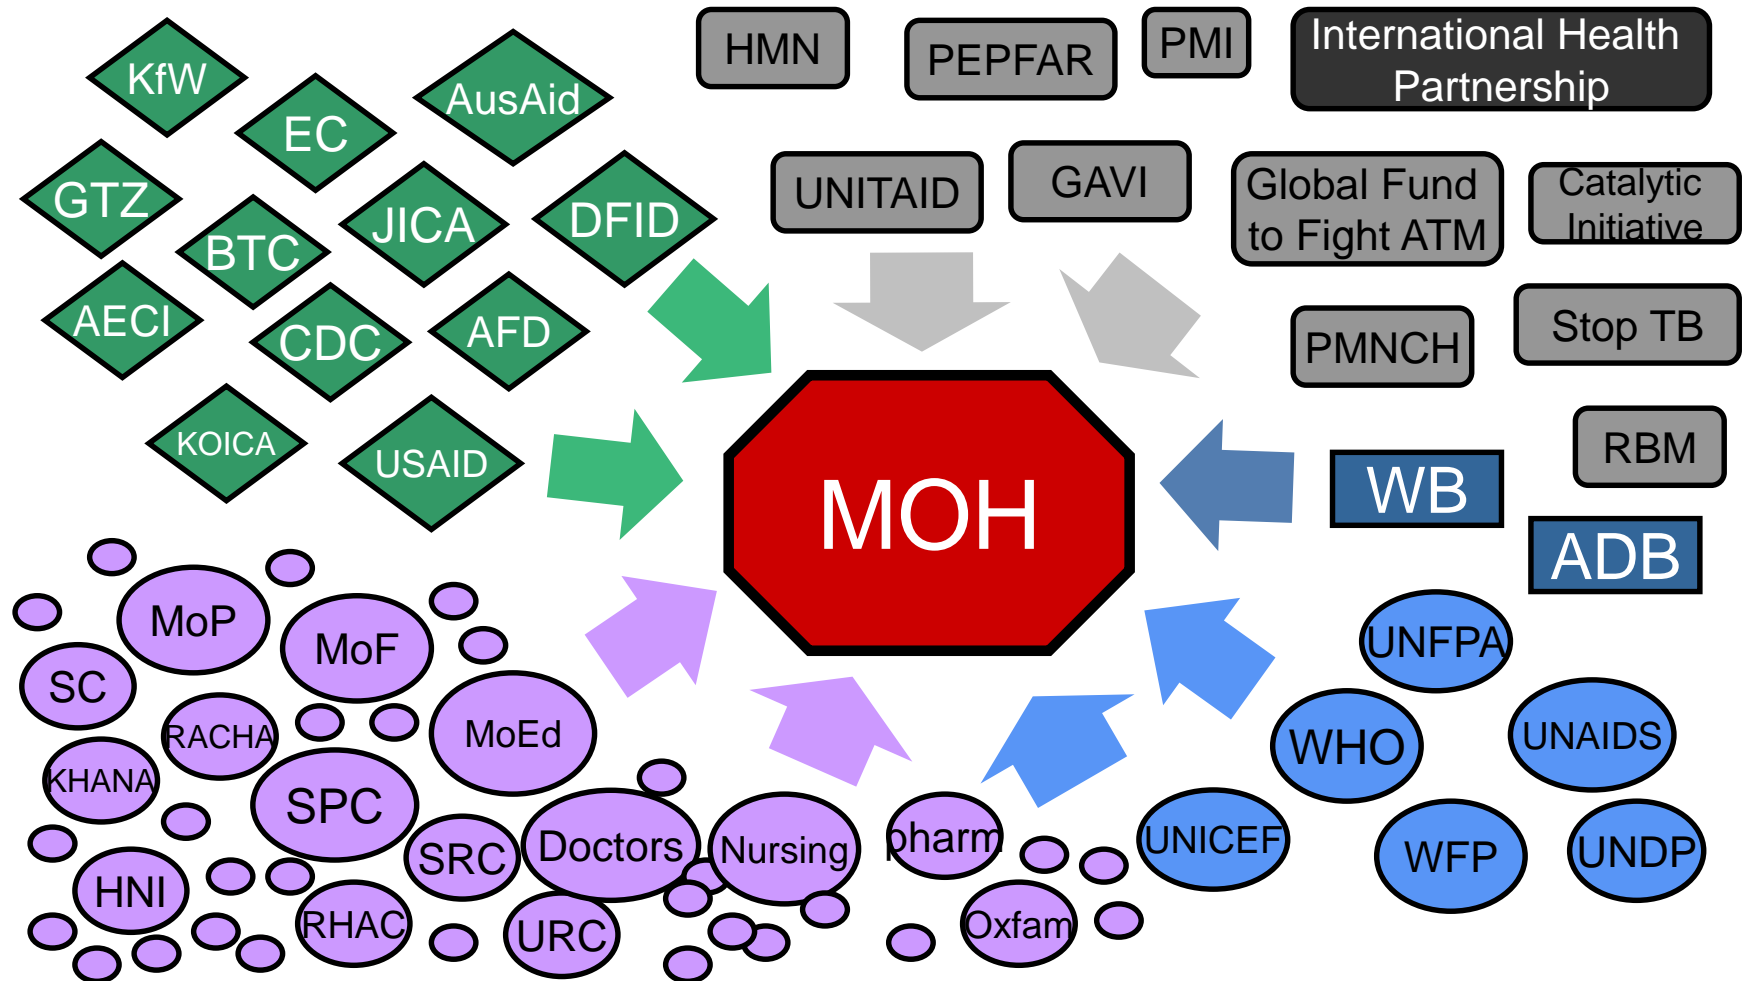 KfW
EC
AusAid
GTZ
BTC
JICA
DFID
AECI
CDC
AFD
KOICA
USAID
HMN
PEPFAR
PMI
International Health
Partnership
UNITAID
GAVI
Global Fund
to Fight ATM
Catalytic
Initiative
PMNCH
Stop TB
RBM
WB
ADB
MOH
MoP
MoF
SC
RACHA
MoEd
KHANA
SPC
SRC
Doctors
Nursing
pharm
HNI
RHAC
URC
Oxfam
UNFPA
WHO
UNAIDS
UNICEF
WFP
UNDP